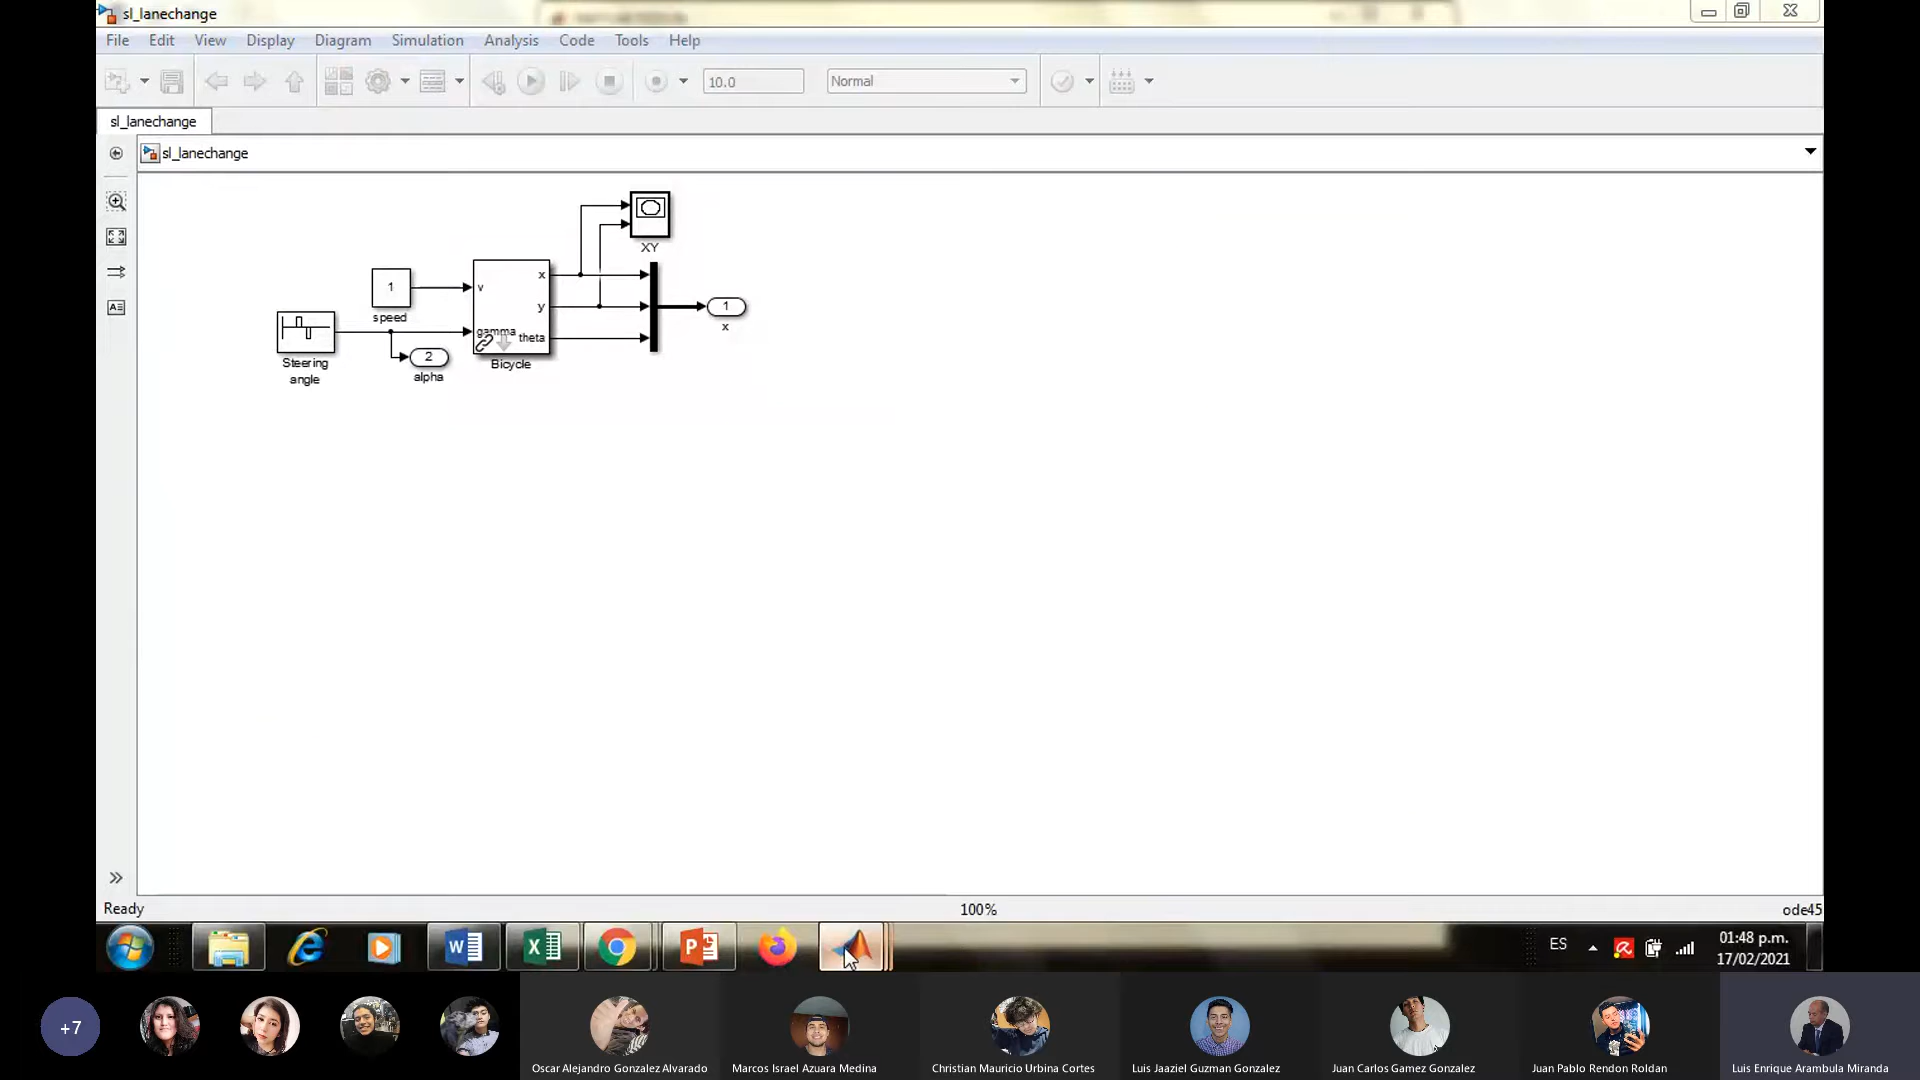 sl_lanechange
File Edit View Display Diagram Simulation Analysis Code Tools Help
10.0 Normal
sl_lanechange
sl_lanechange
XY
x
1
v
speed
y
1
x
gamma
theta
Steering
angle
2
alpha
Bicycle
Ready 100% ode45
ES
01:48 p.m.
17/02/2021
+7
Oscar Alejandro Gonzalez Alvarado
Marcos Israel Azuara Medina
Christian Mauricio Urbina Cortes
Luis Jaaziel Guzman Gonzalez
Juan Carlos Gamez Gonzalez
Juan Pablo Rendon Roldan
Luis Enrique Arambula Miranda